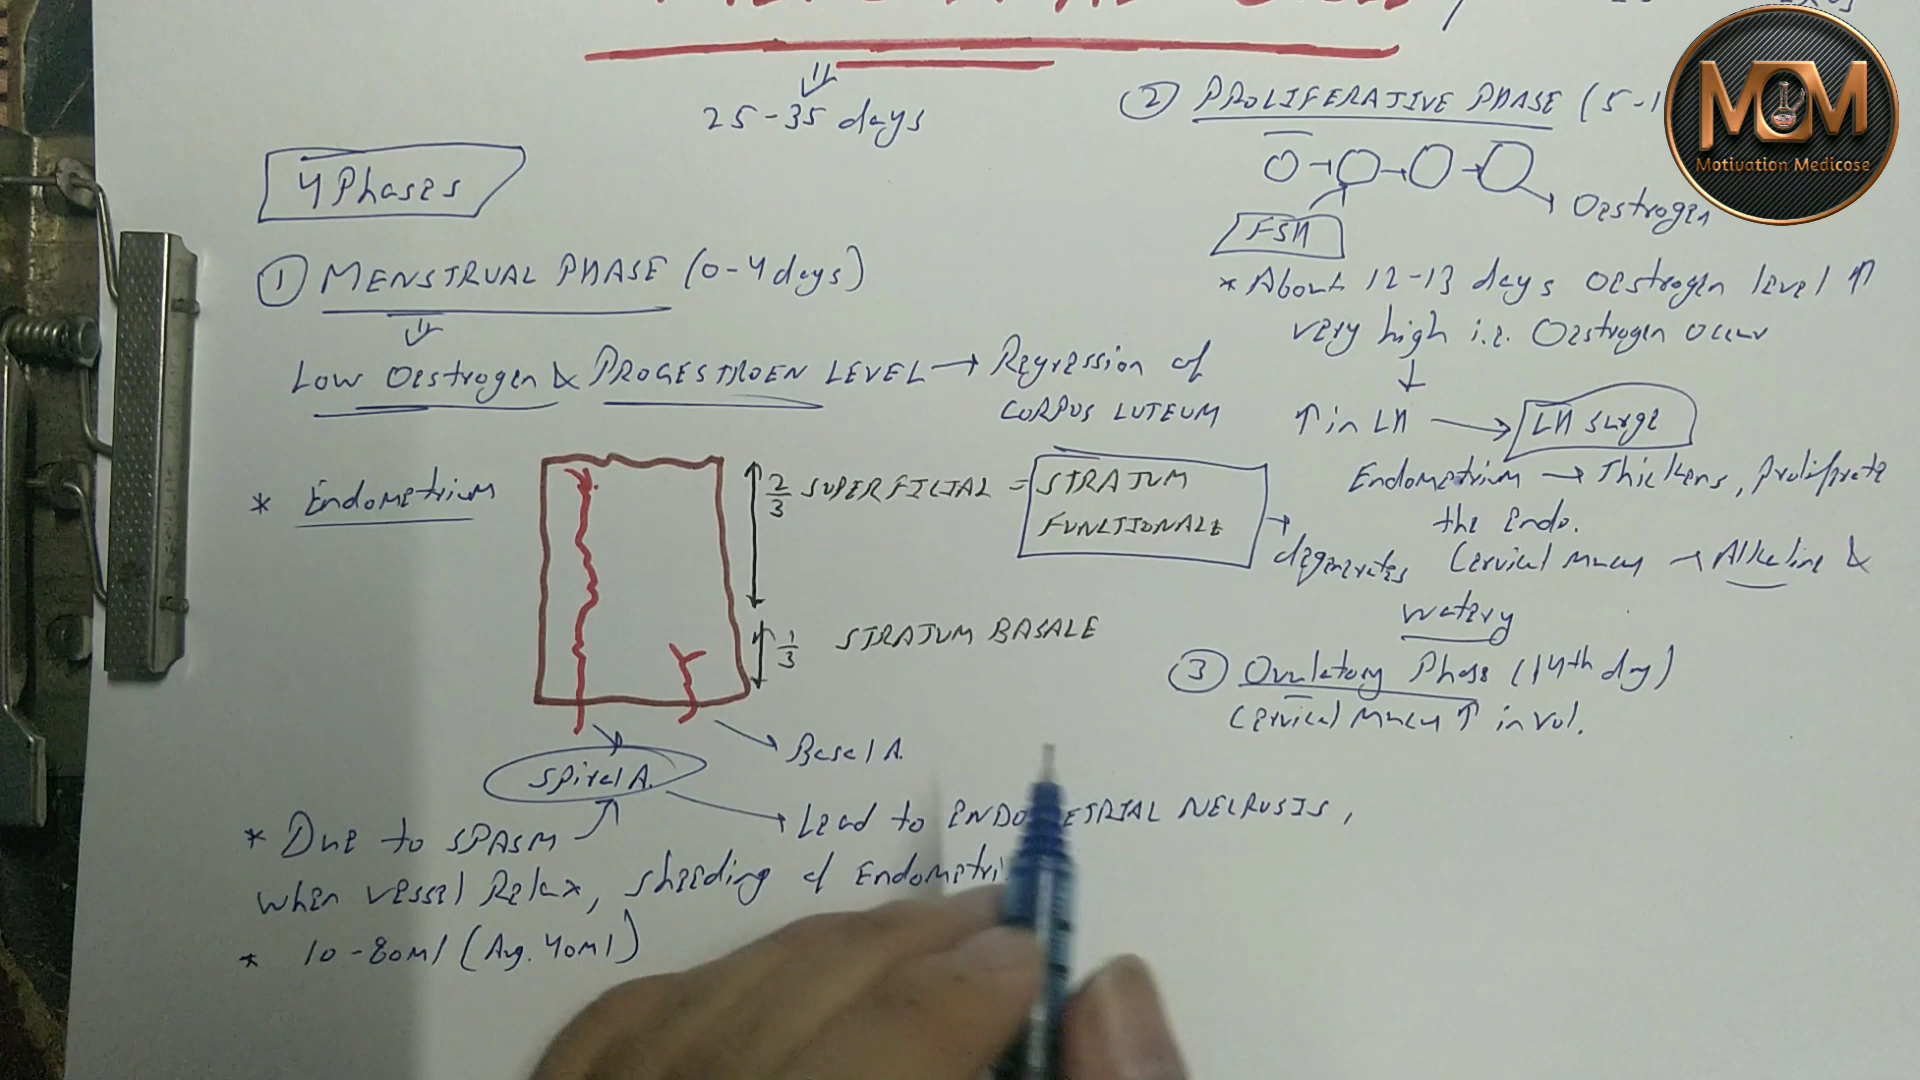 25-35 days
4 Phases
① MENSTRUAL PHASE (0-4 days)
Low Oestrogen & PROGESTROEN LEVEL → Regression of
CORPUS LUTEUM
* Endometrium
2/3 SUPERFICIAL = STRATUM
FUNCTIONALE
→ degenerates
1/3 STRATUM BASALE
Spiral A.
Basal A.
* Due to SPASM
Lead to ENDOMETRIAL NECROSIS,
when vessel Relax, shedding of Endometri
* 10-80ml (Avg. 40ml)
② PROLIFERATIVE PHASE (5-1
Oestrogen
FSH
* About 12-13 days Oestrogen level ↑
very high i.e. Oestrogen occur
↑ in LH → LH surge
Endometrium → Thickens, Proliferate
the Endo.
Cervical mucus → Alkaline &
watery
③ Ovulatory Phase (14th day)
Cervical mucus ↑ in vol.
MOM
Motivation Medicose